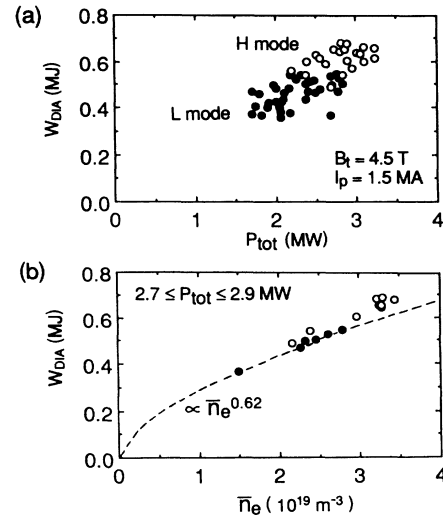 (a)
0.8
0.6
0.4
0.2
0.0
W_DIA (MJ)
H mode
L mode
B_t = 4.5 T
I_p = 1.5 MA
0 1 2 3 4
P_tot (MW)
(b)
0.8
0.6
0.4
0.2
0.0
W_DIA (MJ)
2.7 ≤ P_tot ≤ 2.9 MW
∝ n̄_e^0.62
0 1 2 3 4
n̄_e (10^19 m^-3)